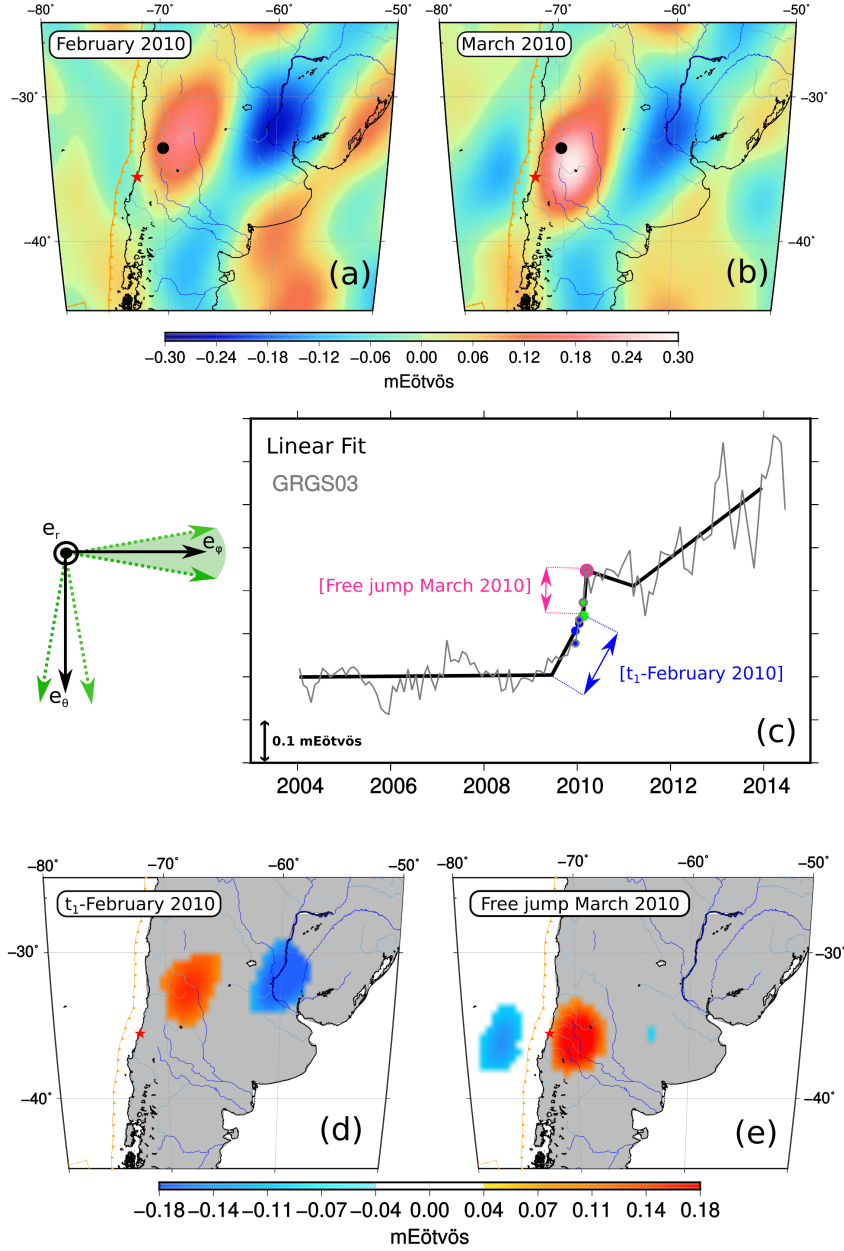 −80° −70° −60° −50° −80° −70° −60° −50°
February 2010 March 2010
−30° −30°
−40° −40°
(a) (b)
−0.30 −0.24 −0.18 −0.12 −0.06 0.00 0.06 0.12 0.18 0.24 0.30
mEötvös
Linear Fit
GRGS03
e_r
e_φ
e_θ
[Free jump March 2010]
[t₁-February 2010]
0.1 mEötvös
(c)
2004 2006 2008 2010 2012 2014
−80° −70° −60° −50° −80° −70° −60° −50°
t₁-February 2010 Free jump March 2010
−30° −30°
−40° −40°
(d) (e)
−0.18 −0.14 −0.11 −0.07 −0.04 0.00 0.04 0.07 0.11 0.14 0.18
mEötvös